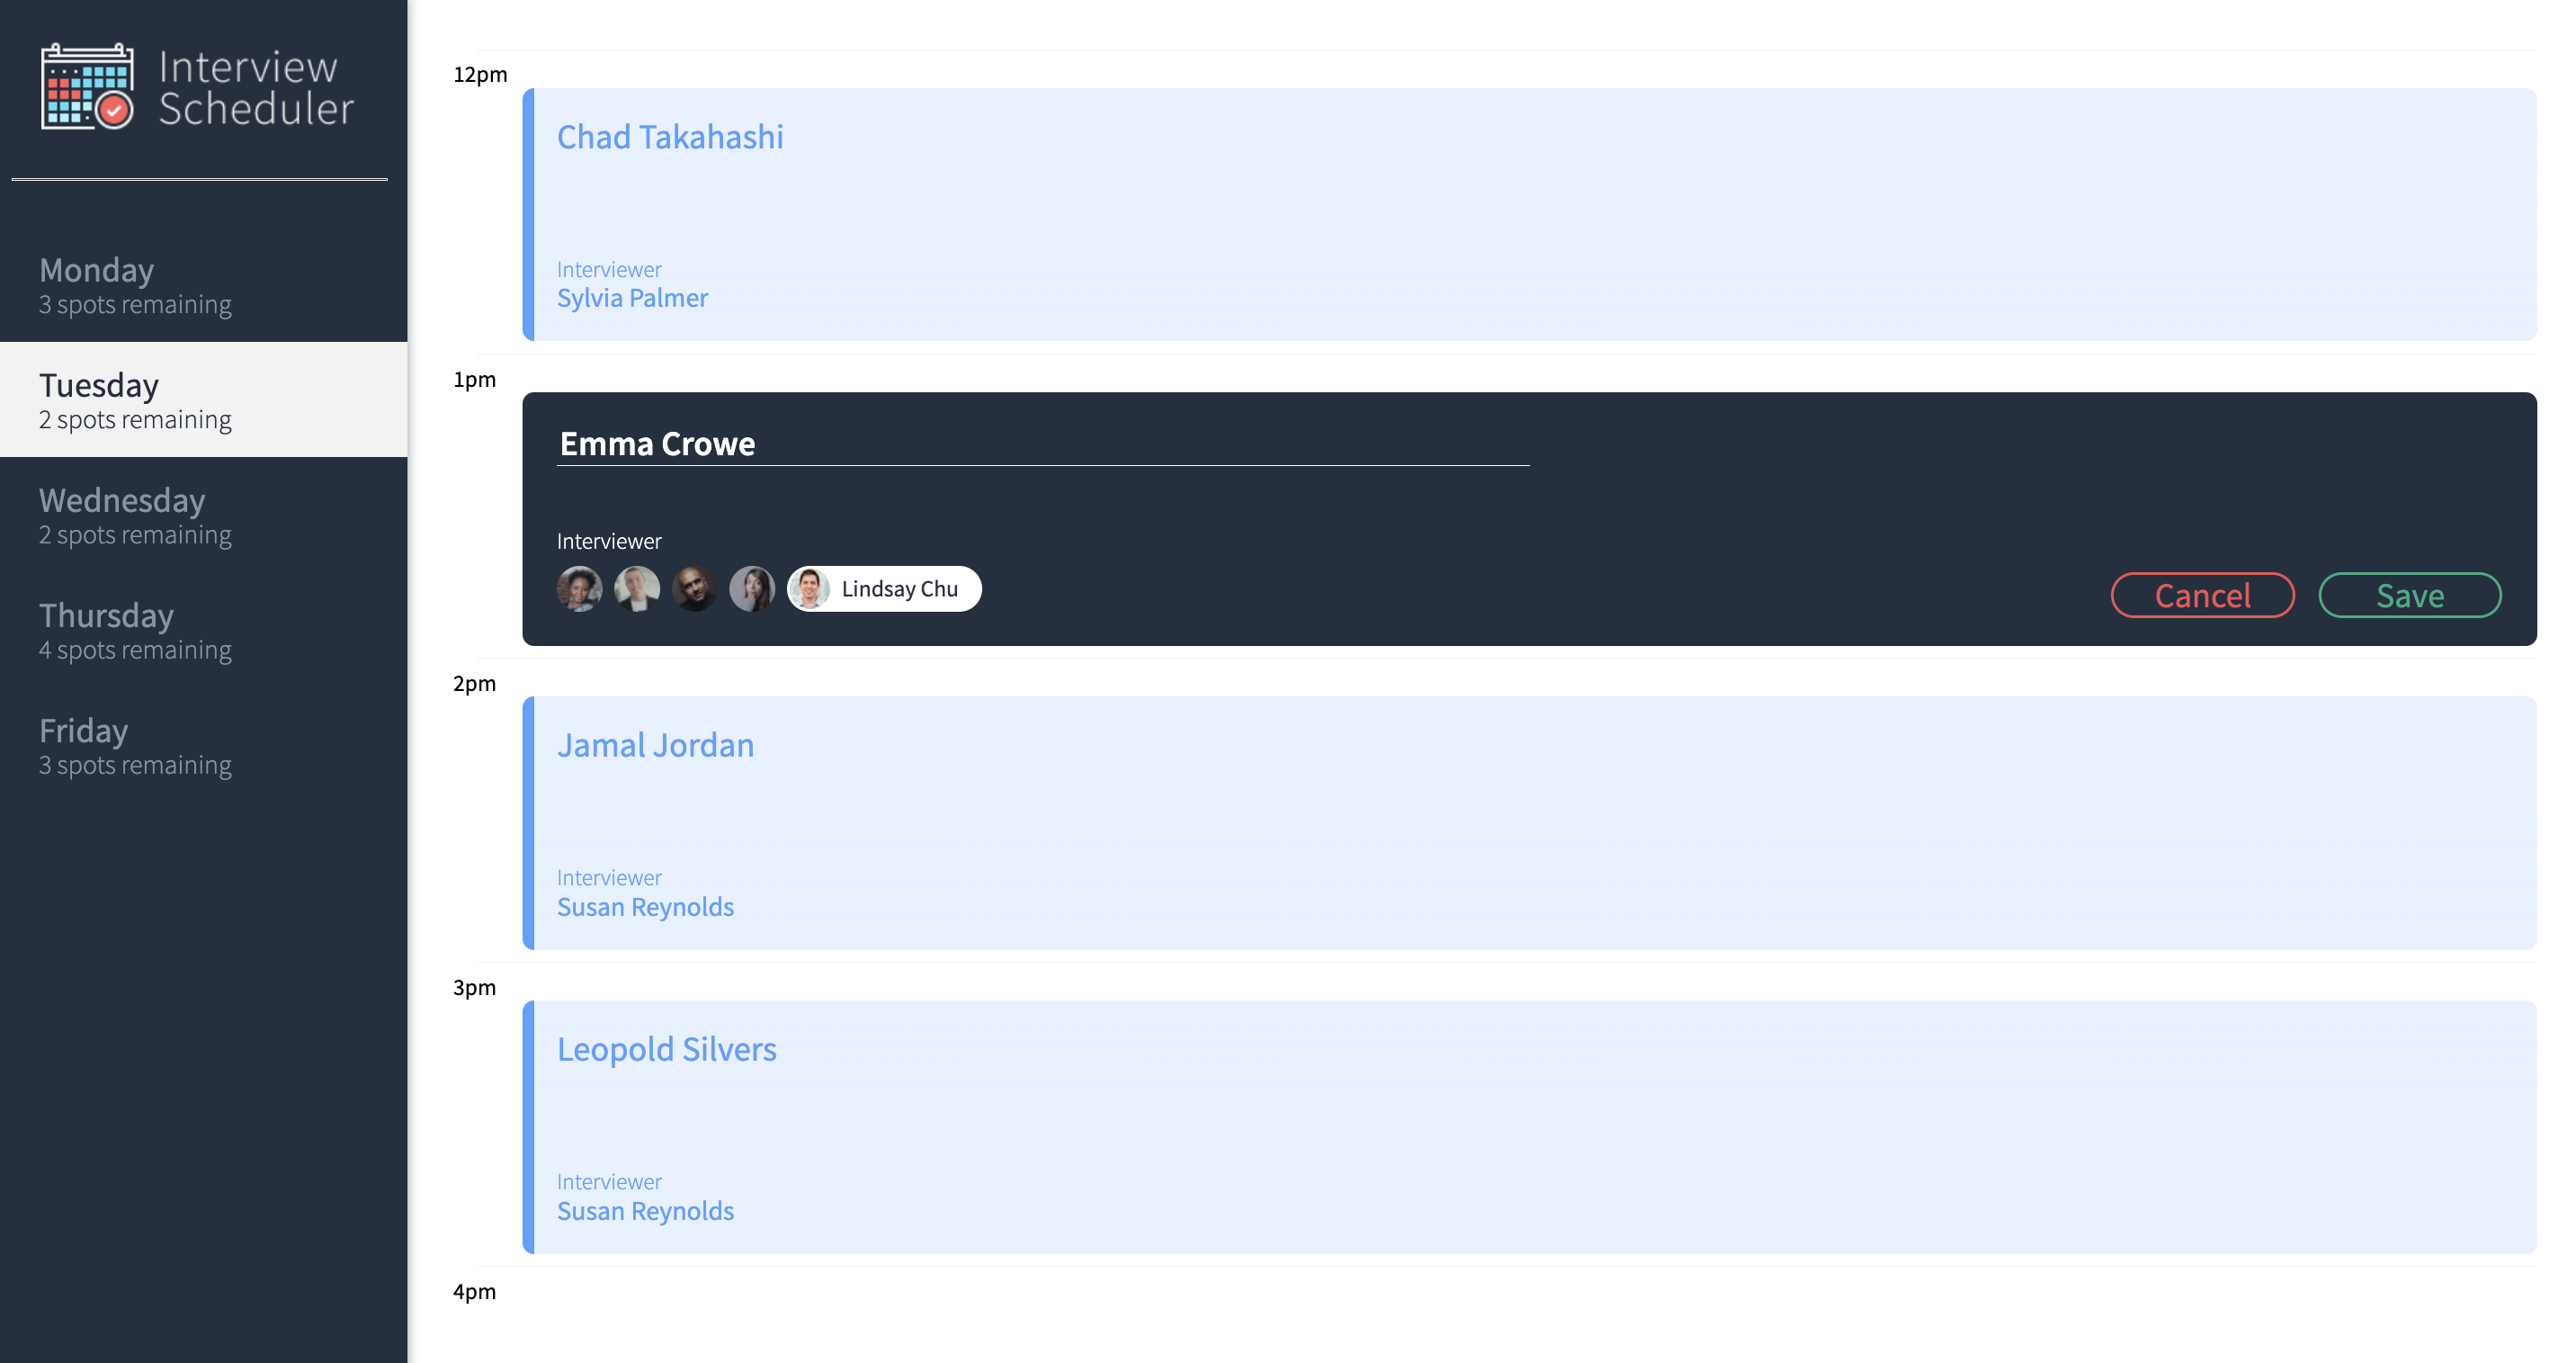 Interview
Scheduler
Monday
3 spots remaining
Tuesday
2 spots remaining
Wednesday
2 spots remaining
Thursday
4 spots remaining
Friday
3 spots remaining
12pm
Chad Takahashi
Interviewer
Sylvia Palmer
1pm
Emma Crowe
Interviewer
Lindsay Chu
Cancel
Save
2pm
Jamal Jordan
Interviewer
Susan Reynolds
3pm
Leopold Silvers
Interviewer
Susan Reynolds
4pm